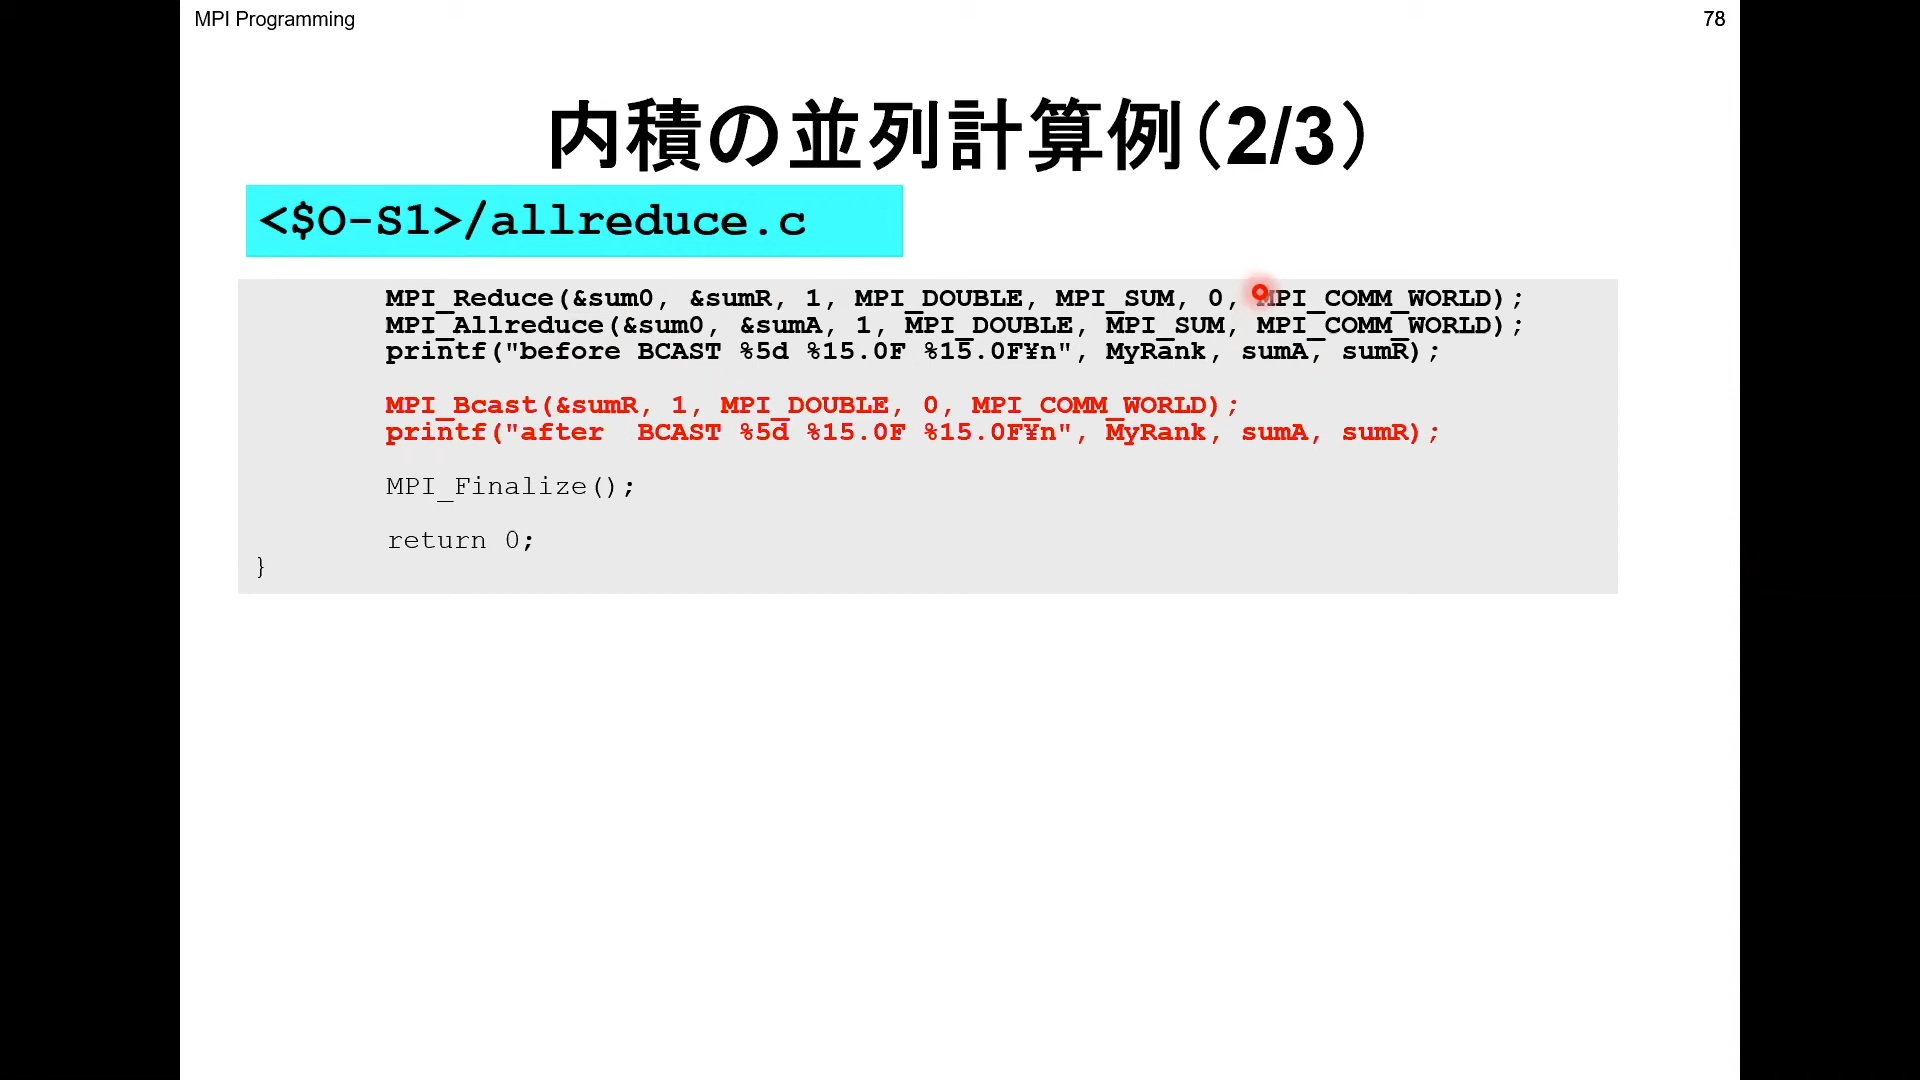 MPI Programming
78
内積の並列計算例(2/3)
<$O-S1>/allreduce.c
MPI_Reduce(&sum0, &sumR, 1, MPI_DOUBLE, MPI_SUM, 0, MPI_COMM_WORLD);
MPI_Allreduce(&sum0, &sumA, 1, MPI_DOUBLE, MPI_SUM, MPI_COMM_WORLD);
printf("before BCAST %5d %15.0F %15.0F¥n", MyRank, sumA, sumR);
MPI_Bcast(&sumR, 1, MPI_DOUBLE, 0, MPI_COMM_WORLD);
printf("after  BCAST %5d %15.0F %15.0F¥n", MyRank, sumA, sumR);
MPI_Finalize();
return 0;
}